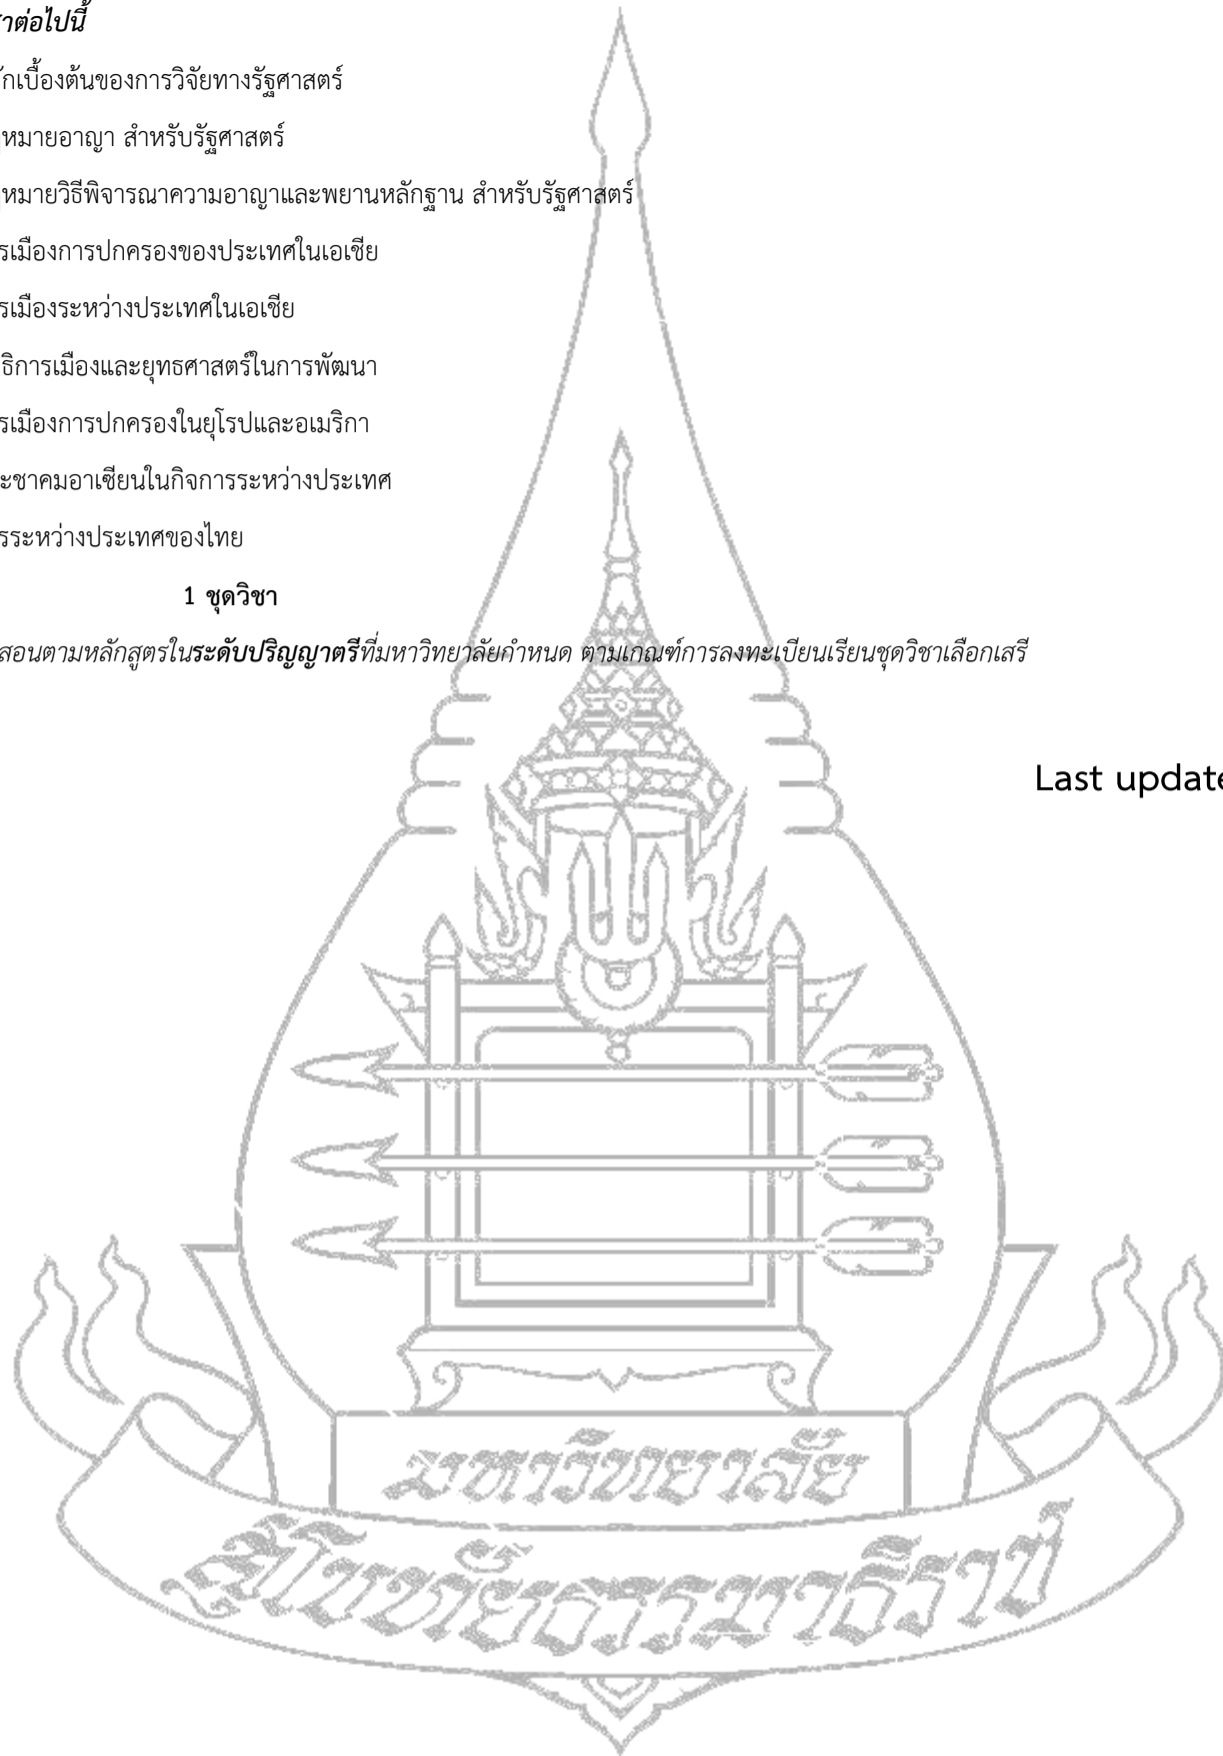 าต่อไปนี้
ักเบื้องต้นของการวิจัยทางรัฐศาสตร์
หมายอาญา สำหรับรัฐศาสตร์
หมายวิธีพิจารณาความอาญาและพยานหลักฐาน สำหรับรัฐศาสตร์
รเมืองการปกครองของประเทศในเอเชีย
รเมืองระหว่างประเทศในเอเชีย
ธิการเมืองและยุทธศาสตร์ในการพัฒนา
รเมืองการปกครองในยุโรปและอเมริกา
ะชาคมอาเซียนในกิจการระหว่างประเทศ
รระหว่างประเทศของไทย
1 ชุดวิชา
สอนตามหลักสูตรในระดับปริญญาตรีที่มหาวิทยาลัยกำหนด ตามเกณฑ์การลงทะเบียนเรียนชุดวิชาเลือกเสรี
Last update
มหาวิทยาลัย
สุโขทัยธรรมาธิราช